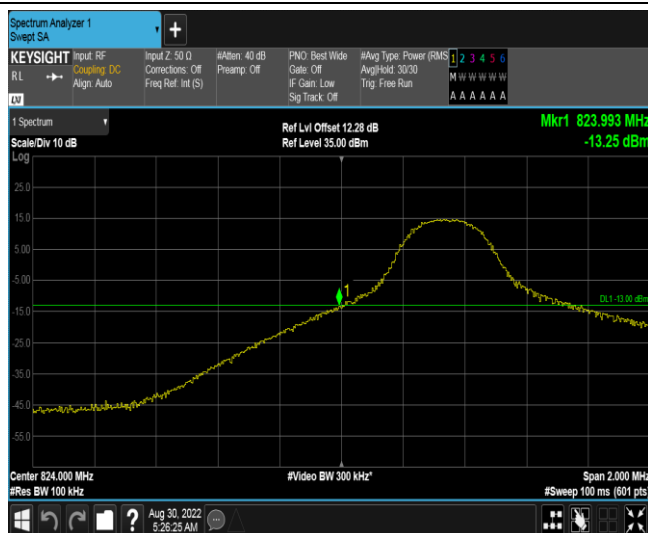 Spectrum Analyzer 1
Swept SA
KEYSIGHT
RL
LXI
Input: RF
Coupling: DC
Align: Auto
Input Z: 50 Ω
Corrections: Off
Freq Ref: Int (S)
#Atten: 40 dB
Preamp: Off
PNO: Best Wide
Gate: Off
IF Gain: Low
Sig Track: Off
#Avg Type: Power (RMS
Avg|Hold: 30/30
Trig: Free Run
1 2 3 4 5 6
M W W W W W
A A A A A A
1 Spectrum
Scale/Div 10 dB
Log
Ref Lvl Offset 12.28 dB
Ref Level 35.00 dBm
Mkr1 823.993 MHz
-13.25 dBm
25.0
15.0
5.00
-5.00
-15.0
-25.0
-35.0
-45.0
-55.0
1
DL1 -13.00 dBm
Center 824.000 MHz
#Res BW 100 kHz
#Video BW 300 kHz*
Span 2.000 MHz
#Sweep 100 ms (601 pts)
?
Aug 30, 2022
5:26:25 AM